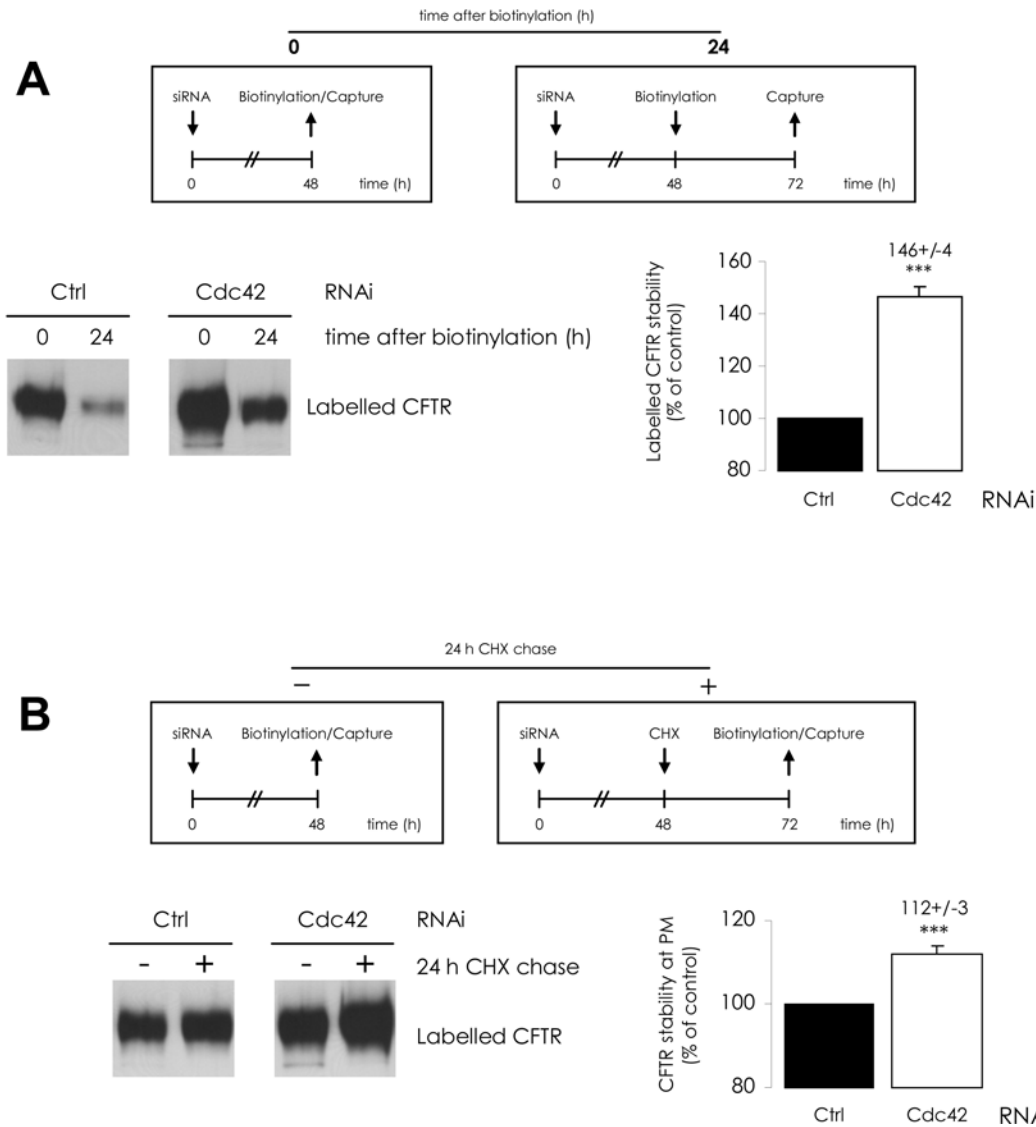 time after biotinylation (h)
0 24
A
siRNA Biotinylation/Capture
0 48 time (h)
siRNA Biotinylation Capture
0 48 72 time (h)
Ctrl Cdc42 RNAi
0 24 0 24 time after biotinylation (h)
Labelled CFTR
Labelled CFTR stability
(% of control)
160
140
120
100
80
146+/-4
***
Ctrl Cdc42 RNAi
24 h CHX chase
– +
B
siRNA Biotinylation/Capture
0 48 time (h)
siRNA CHX Biotinylation/Capture
0 48 72 time (h)
Ctrl Cdc42 RNAi
- + - + 24 h CHX chase
Labelled CFTR
CFTR stability at PM
(% of control)
120
100
80
112+/-3
***
Ctrl Cdc42